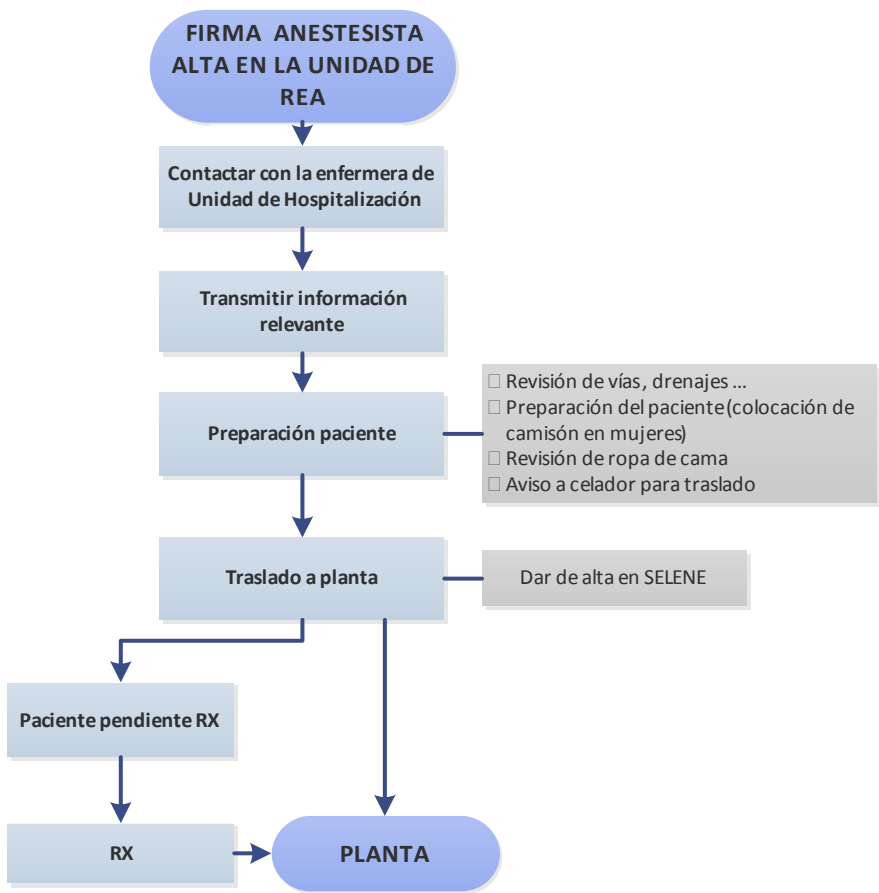 FIRMA ANESTESISTA
ALTA EN LA UNIDAD DE
REA
Contactar con la enfermera de
Unidad de Hospitalización
Transmitir información
relevante
Preparación paciente
Revisión de vías, drenajes ...
Preparación del paciente (colocación de
camisón en mujeres)
Revisión de ropa de cama
Aviso a celador para traslado
Traslado a planta
Dar de alta en SELENE
Paciente pendiente RX
RX
PLANTA